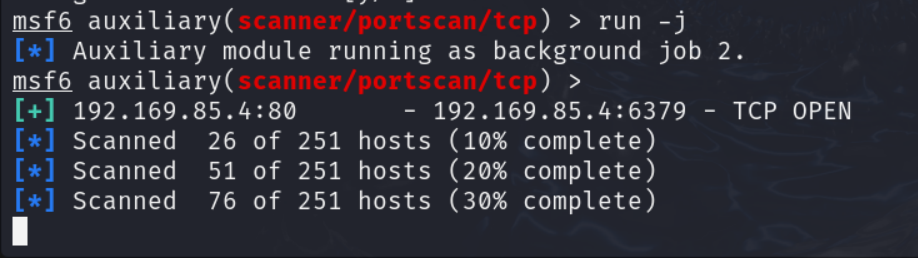 msf6 auxiliary(scanner/portscan/tcp) > run -j
[*] Auxiliary module running as background job 2.
msf6 auxiliary(scanner/portscan/tcp) >
[+] 192.169.85.4:80 - 192.169.85.4:6379 - TCP OPEN
[*] Scanned 26 of 251 hosts (10% complete)
[*] Scanned 51 of 251 hosts (20% complete)
[*] Scanned 76 of 251 hosts (30% complete)